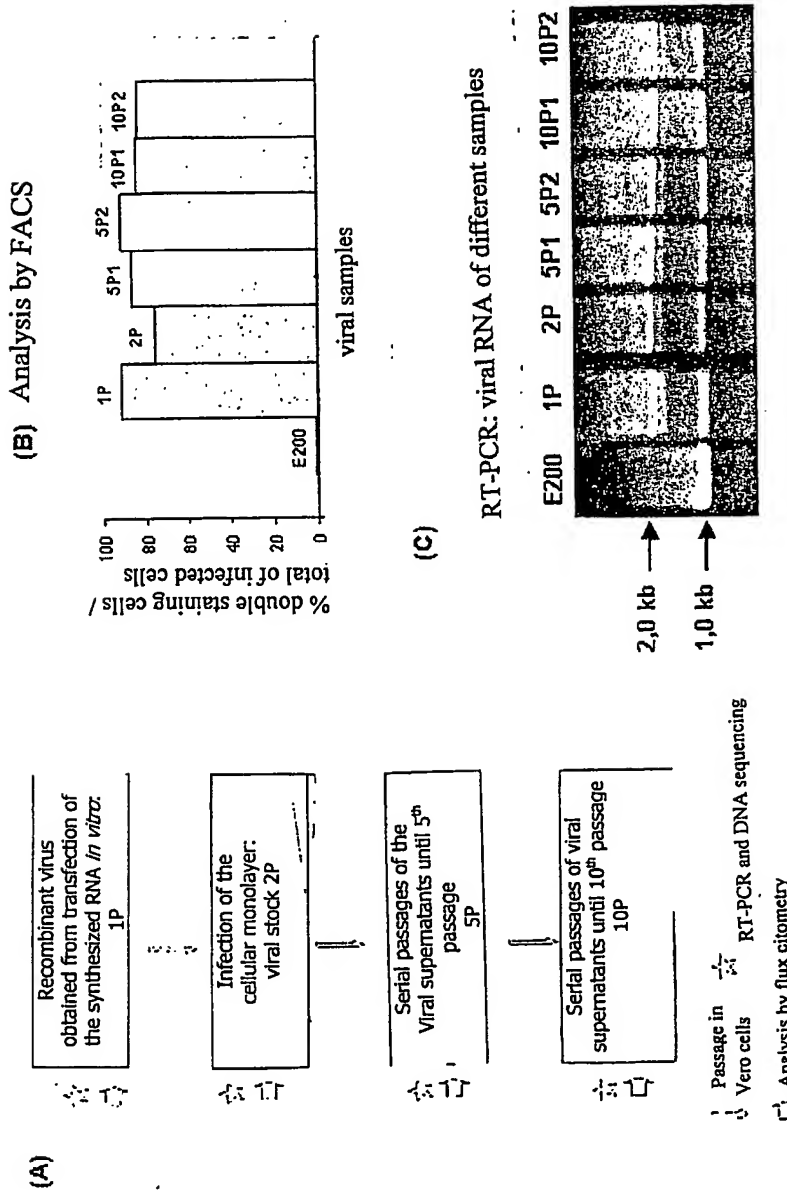 (A)
Recombinant virus
obtained from transfection of
the synthesized RNA in vitro:
1P
Infection of the
cellular monolayer:
viral stock 2P
Serial passages of the
Viral supernatants until 5th
passage
5P
Serial passages of viral
supernatants until 10th passage
10P
Passage in
Vero cells
RT-PCR and DNA sequencing
Analysis by flux citometry
(B) Analysis by FACS
% double staining cells /
total of infected cells
100
80
60
40
20
0
E200
1P
2P
5P1
5P2
10P1
10P2
viral samples
(C)
RT-PCR: viral RNA of different samples
E200 1P 2P 5P1 5P2 10P1 10P2
2,0 kb
1,0 kb